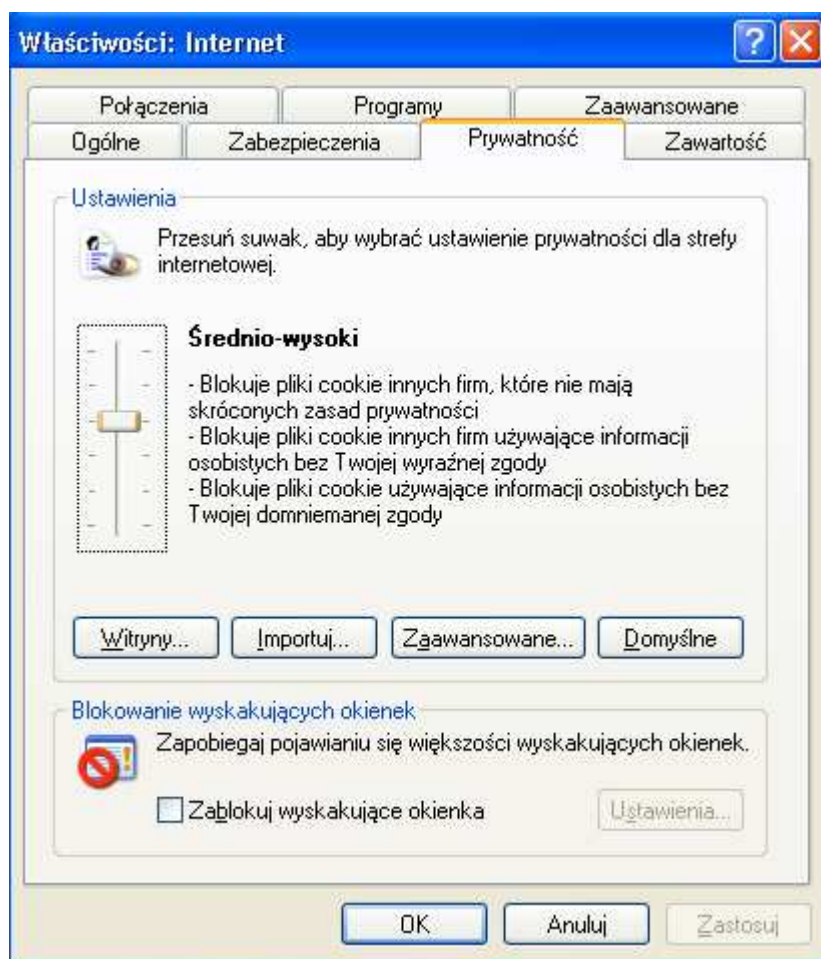 Właściwości: Internet
Połączenia Programy Zaawansowane
Ogólne Zabezpieczenia Prywatność Zawartość
Ustawienia
Przesuń suwak, aby wybrać ustawienie prywatności dla strefy
internetowej.
Średnio-wysoki
- Blokuje pliki cookie innych firm, które nie mają
skróconych zasad prywatności
- Blokuje pliki cookie innych firm używające informacji
osobistych bez Twojej wyraźnej zgody
- Blokuje pliki cookie używające informacji osobistych bez
Twojej domniemanej zgody
Witryny... Importuj... Zaawansowane... Domyślne
Blokowanie wyskakujących okienek
Zapobiegaj pojawianiu się większości wyskakujących okienek.
Zablokuj wyskakujące okienka Ustawienia...
OK Anuluj Zastosuj